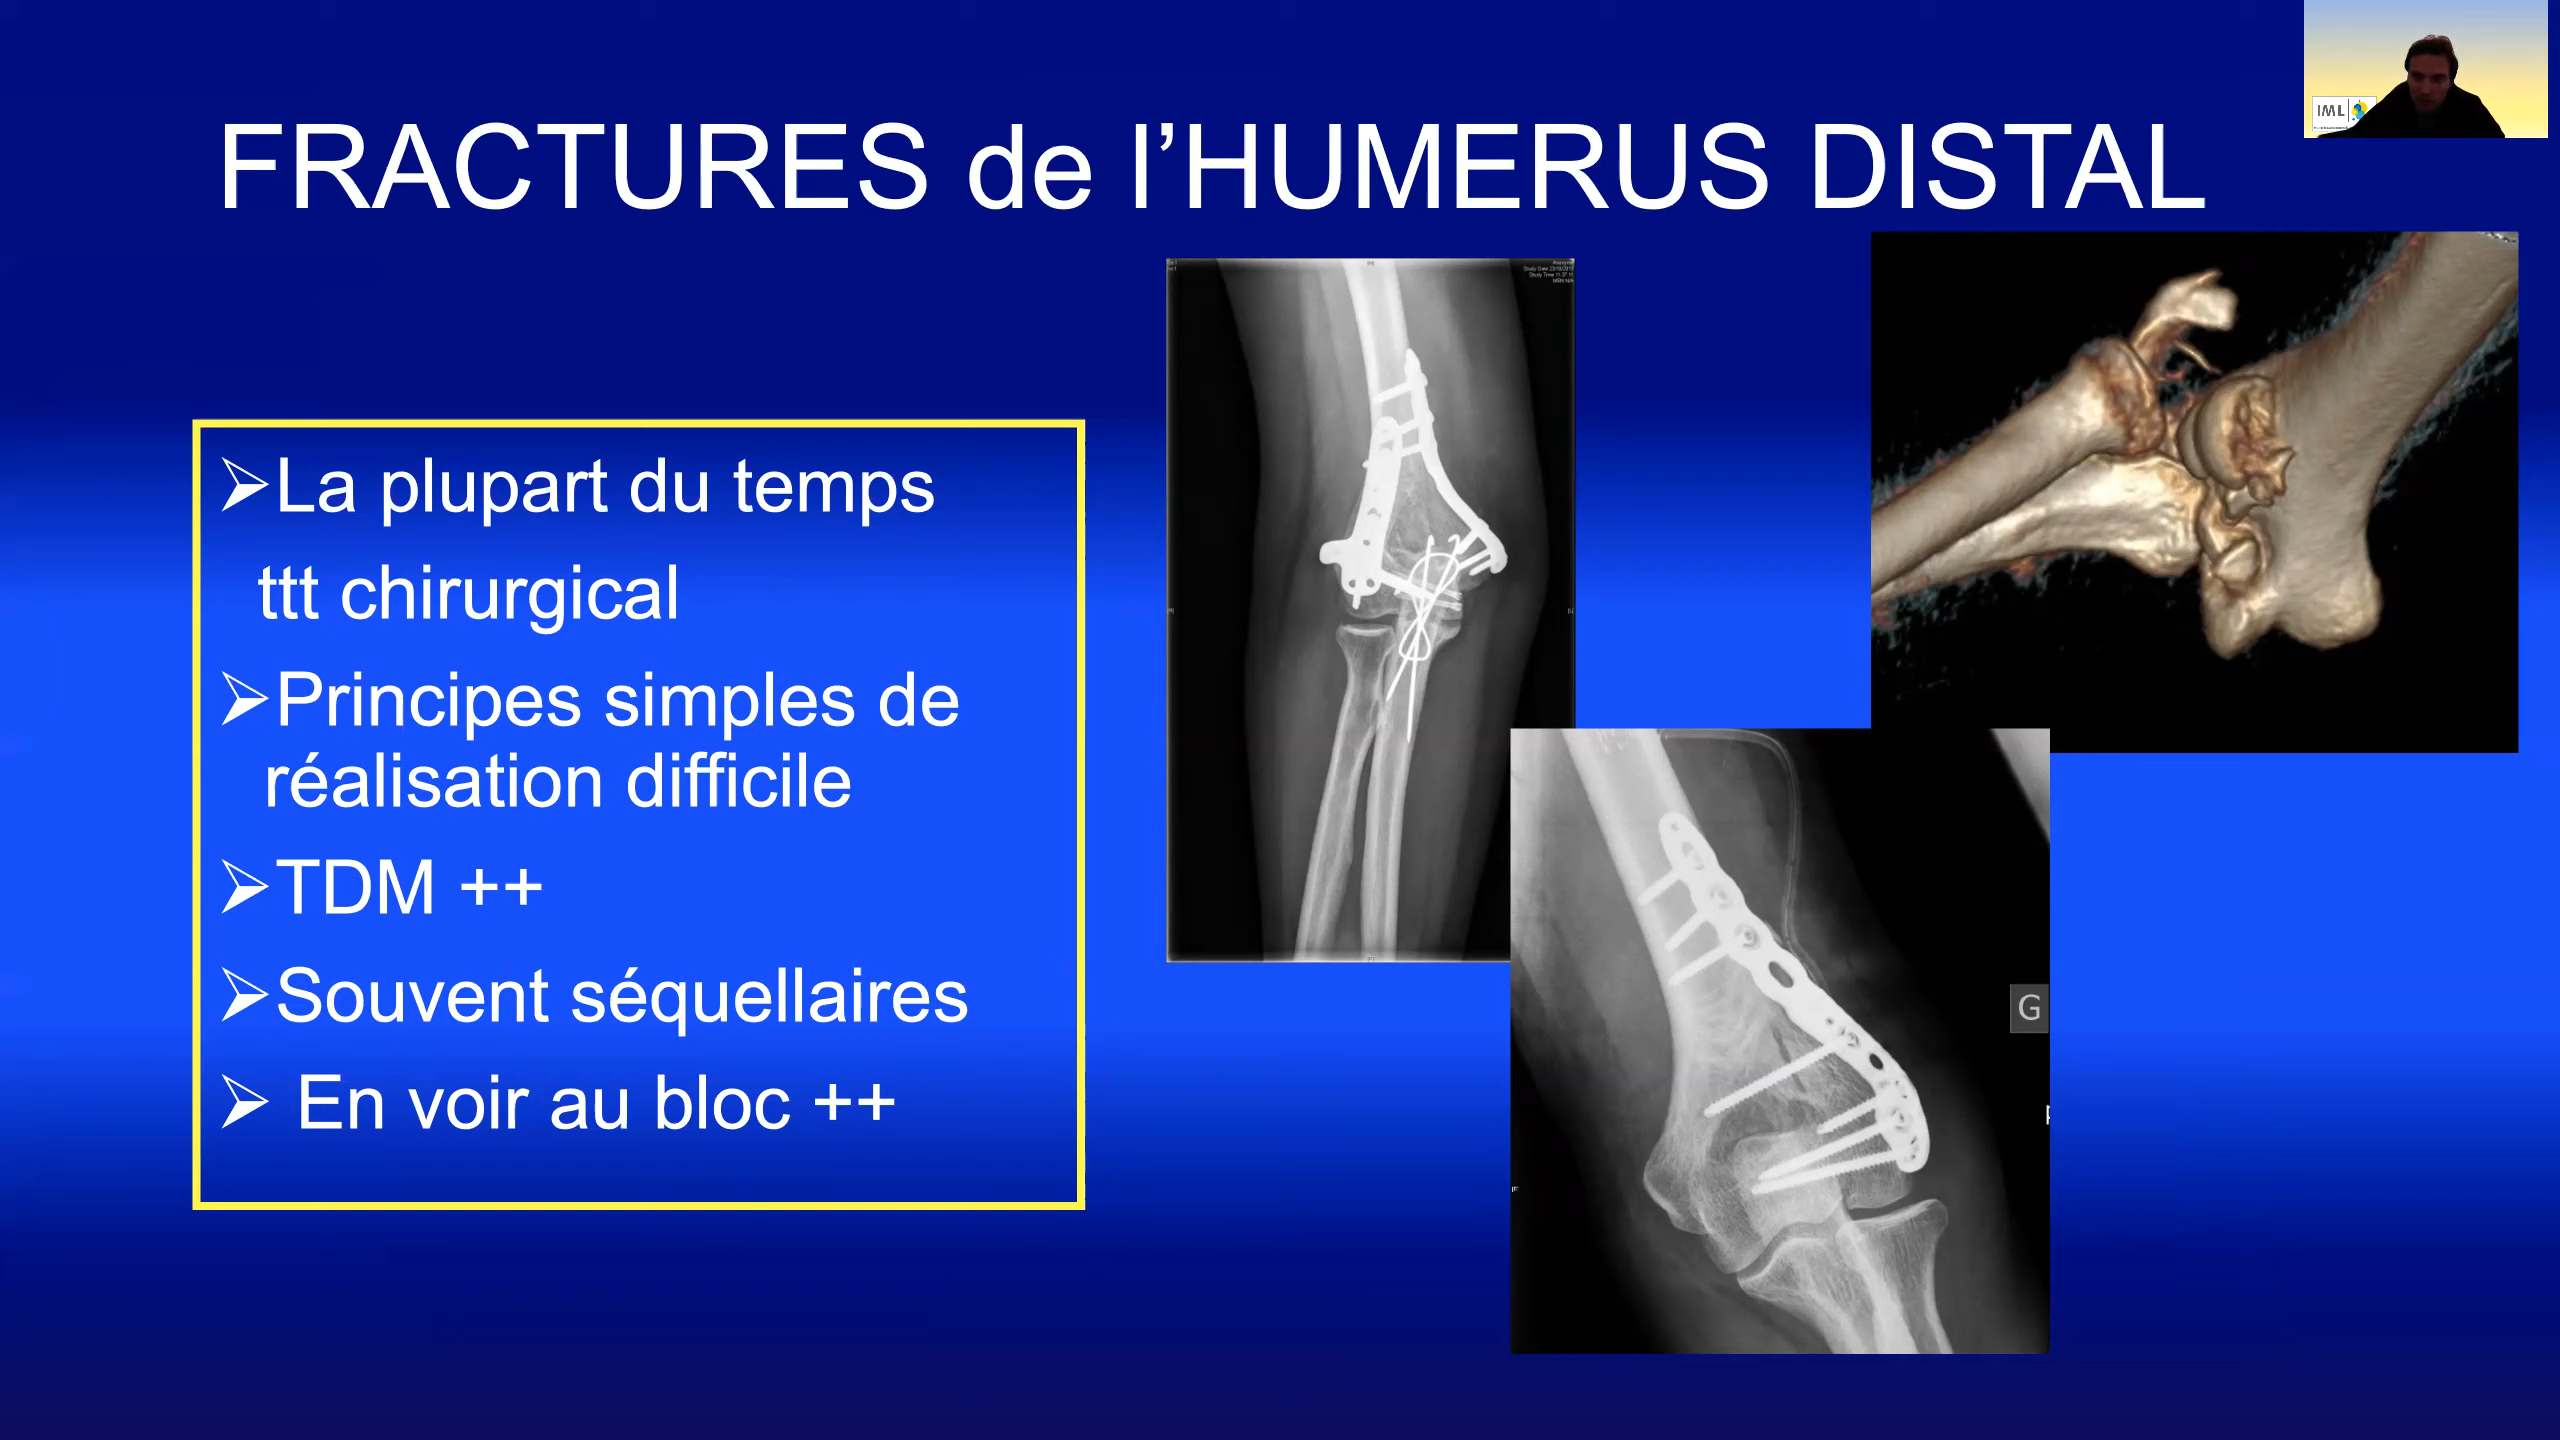 FRACTURES de l’HUMERUS DISTAL
IML
➢La plupart du temps
ttt chirurgical
➢Principes simples de
réalisation difficile
➢TDM ++
➢Souvent séquellaires
➢ En voir au bloc ++
G